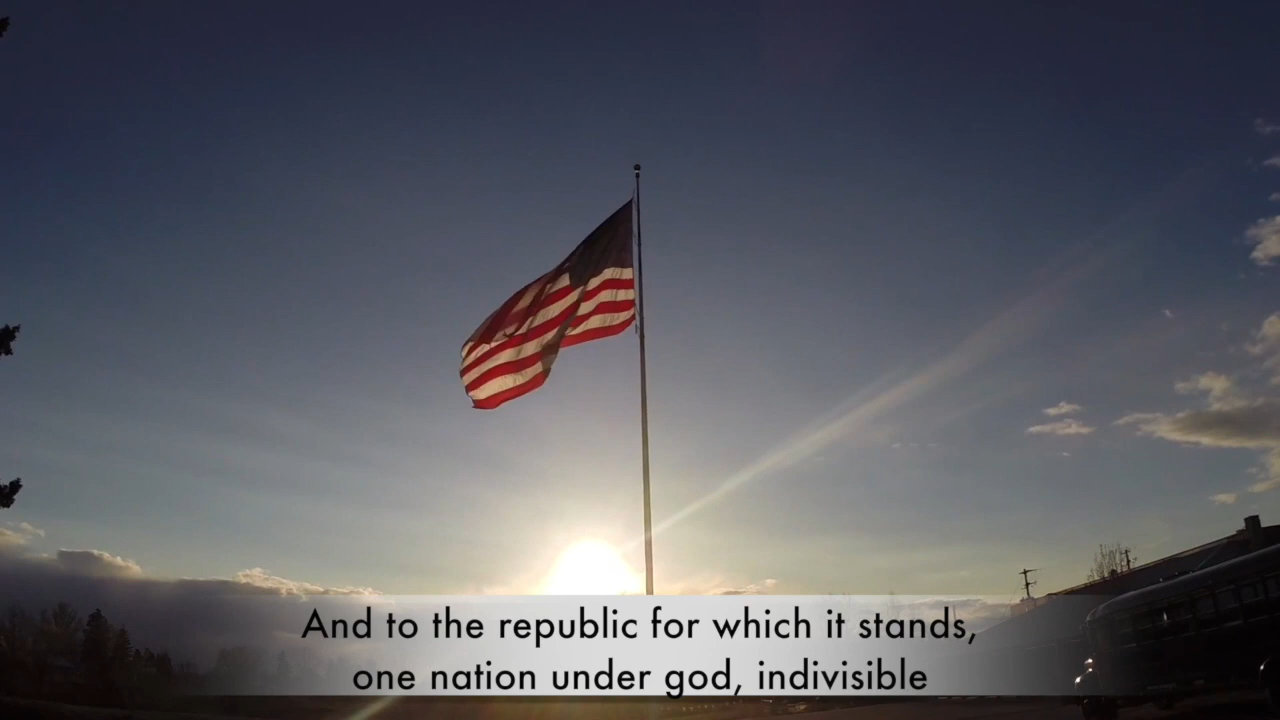 And to the republic for which it stands,
one nation under god, indivisible